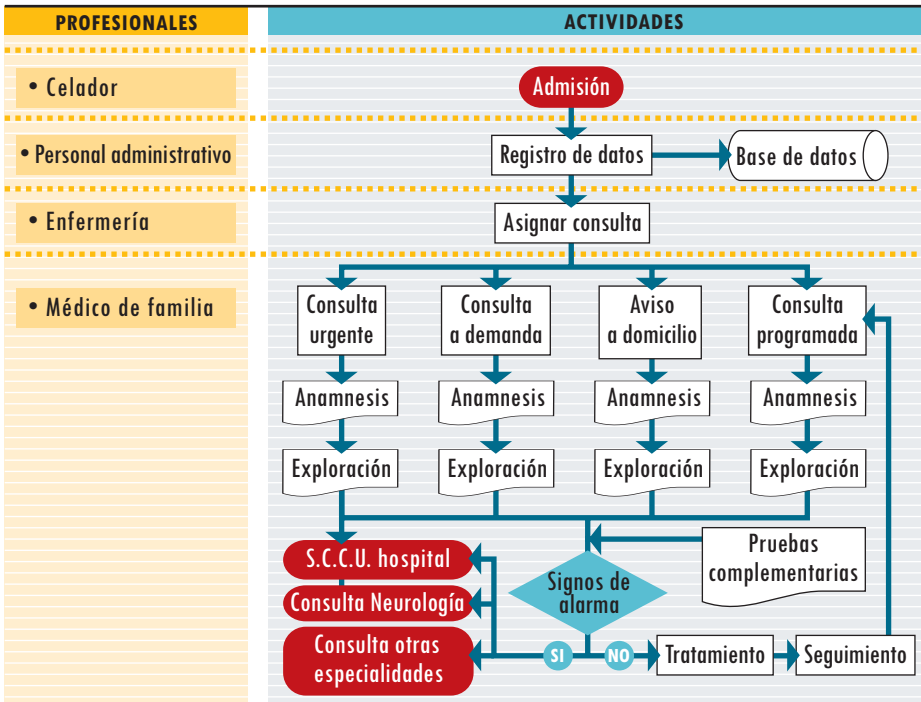 PROFESIONALES
ACTIVIDADES
• Celador
Admisión
• Personal administrativo
Registro de datos
Base de datos
• Enfermería
Asignar consulta
• Médico de familia
Consulta
urgente
Consulta
a demanda
Aviso
a domicilio
Consulta
programada
Anamnesis
Anamnesis
Anamnesis
Anamnesis
Exploración
Exploración
Exploración
Exploración
S.C.C.U. hospital
Consulta Neurología
Consulta otras
especialidades
Signos de
alarma
Pruebas
complementarias
SI
NO
Tratamiento
Seguimiento